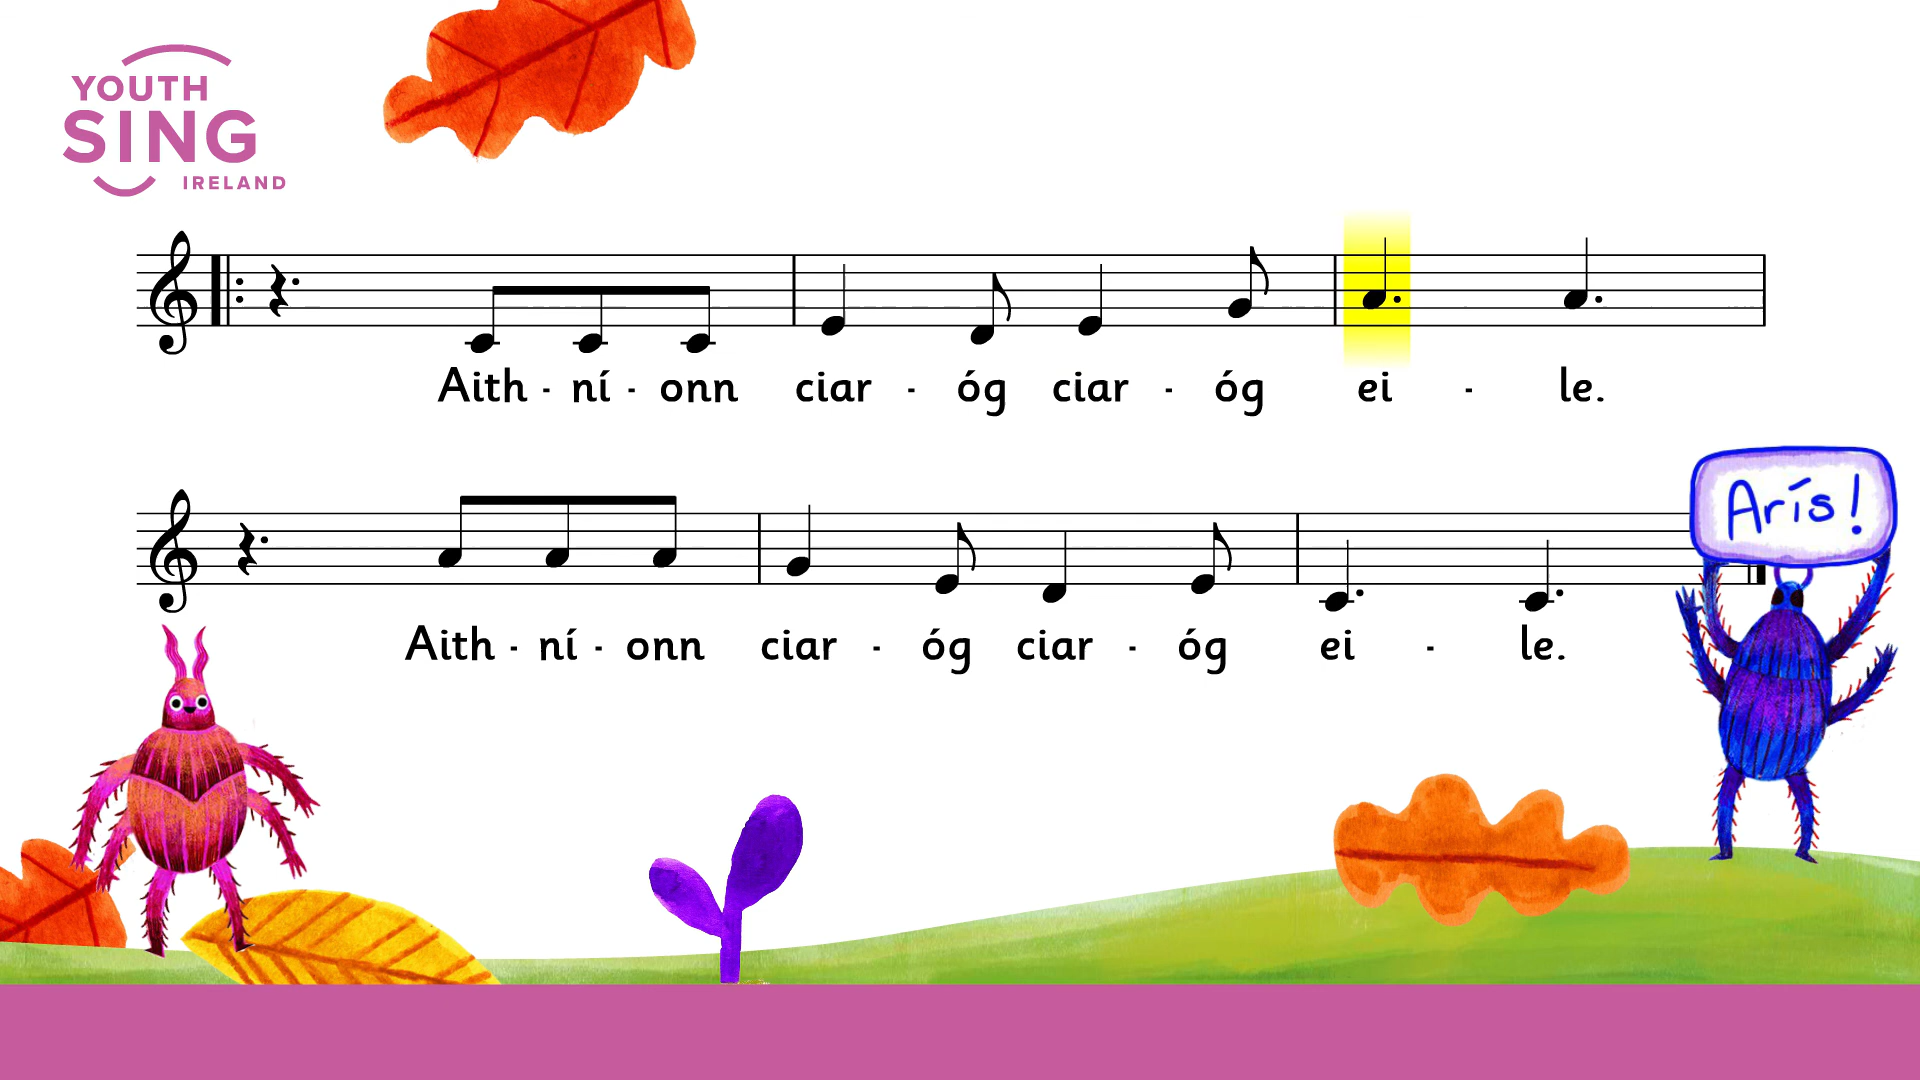 YOUTH
SING
IRELAND
Aith - ní - onn ciar - óg ciar - óg ei - le.
Arís!
Aith - ní - onn ciar - óg ciar - óg ei - le.